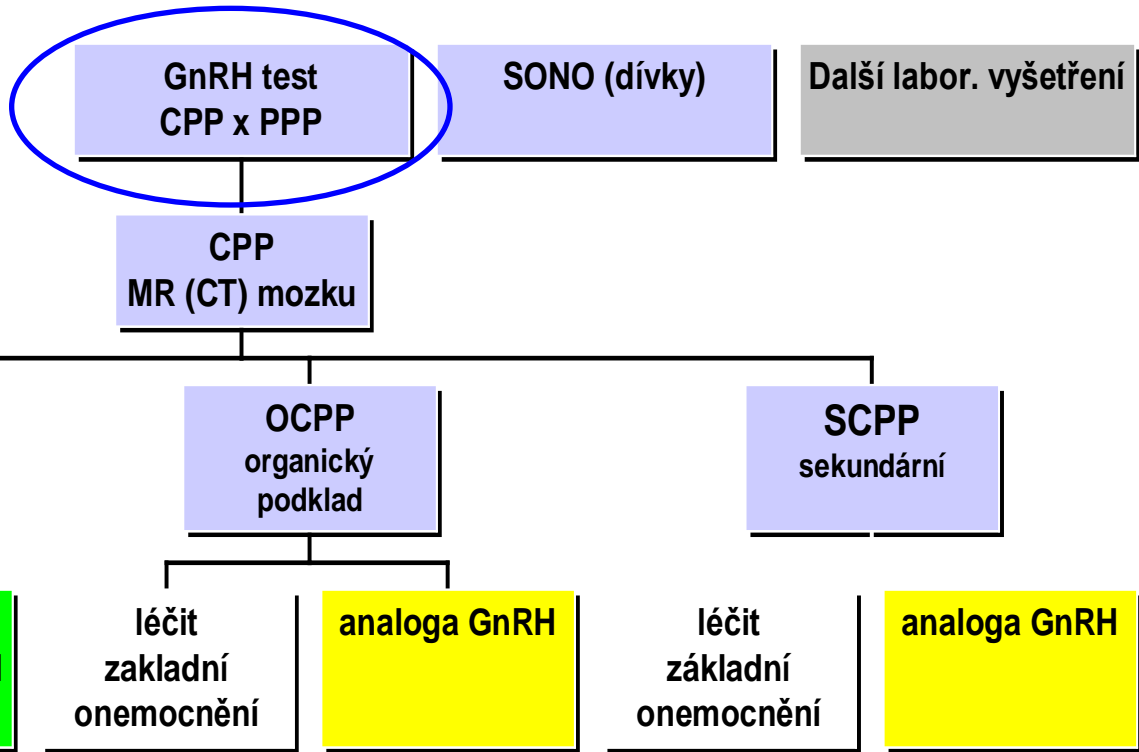 GnRH test
CPP x PPP
SONO (dívky)
Další labor. vyšetření
CPP
MR (CT) mozku
OCPP
organický
podklad
SCPP
sekundární
léčit
zakladní
onemocnění
analoga GnRH
léčit
základní
onemocnění
analoga GnRH